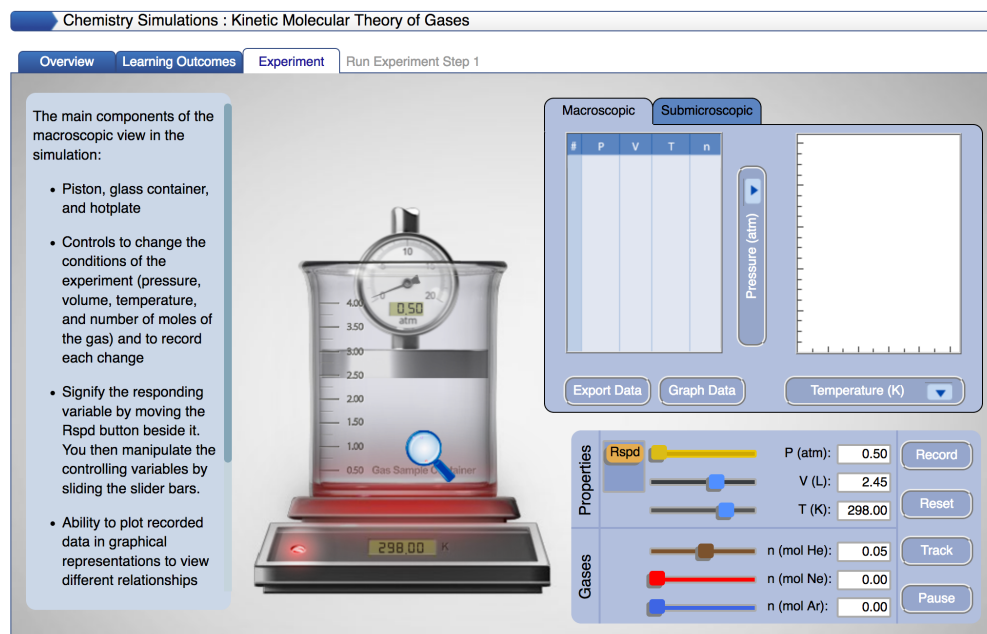 Chemistry Simulations : Kinetic Molecular Theory of Gases
Overview
Learning Outcomes
Experiment
Run Experiment Step 1
The main components of the
macroscopic view in the
simulation:
• Piston, glass container,
and hotplate
• Controls to change the
conditions of the
experiment (pressure,
volume, temperature,
and number of moles of
the gas) and to record
each change
• Signify the responding
variable by moving the
Rspd button beside it.
You then manipulate the
controlling variables by
sliding the slider bars.
• Ability to plot recorded
data in graphical
representations to view
different relationships
10
0
20
0.50
atm
4.00
3.50
3.00
2.50
2.00
1.50
1.00
0.50 Gas Sample Container
298.00 K
Macroscopic
Submicroscopic
# P V T n
Pressure (atm)
Export Data
Graph Data
Temperature (K)
Properties
Rspd
P (atm): 0.50
V (L): 2.45
T (K): 298.00
Gases
n (mol He): 0.05
n (mol Ne): 0.00
n (mol Ar): 0.00
Record
Reset
Track
Pause